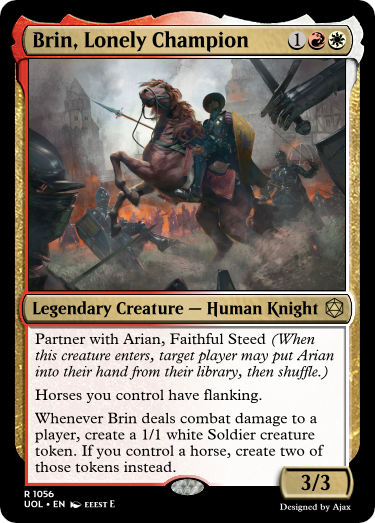 Brin, Lonely Champion 1
Legendary Creature — Human Knight
Partner with Arian, Faithful Steed (When
this creature enters, target player may put Arian
into their hand from their library, then shuffle.)
Horses you control have flanking.
Whenever Brin deals combat damage to a
player, create a 1/1 white Soldier creature
token. If you control a horse, create two of
those tokens instead.
3/3
R 1056
UOL • EN EEEST E
Designed by Ajax